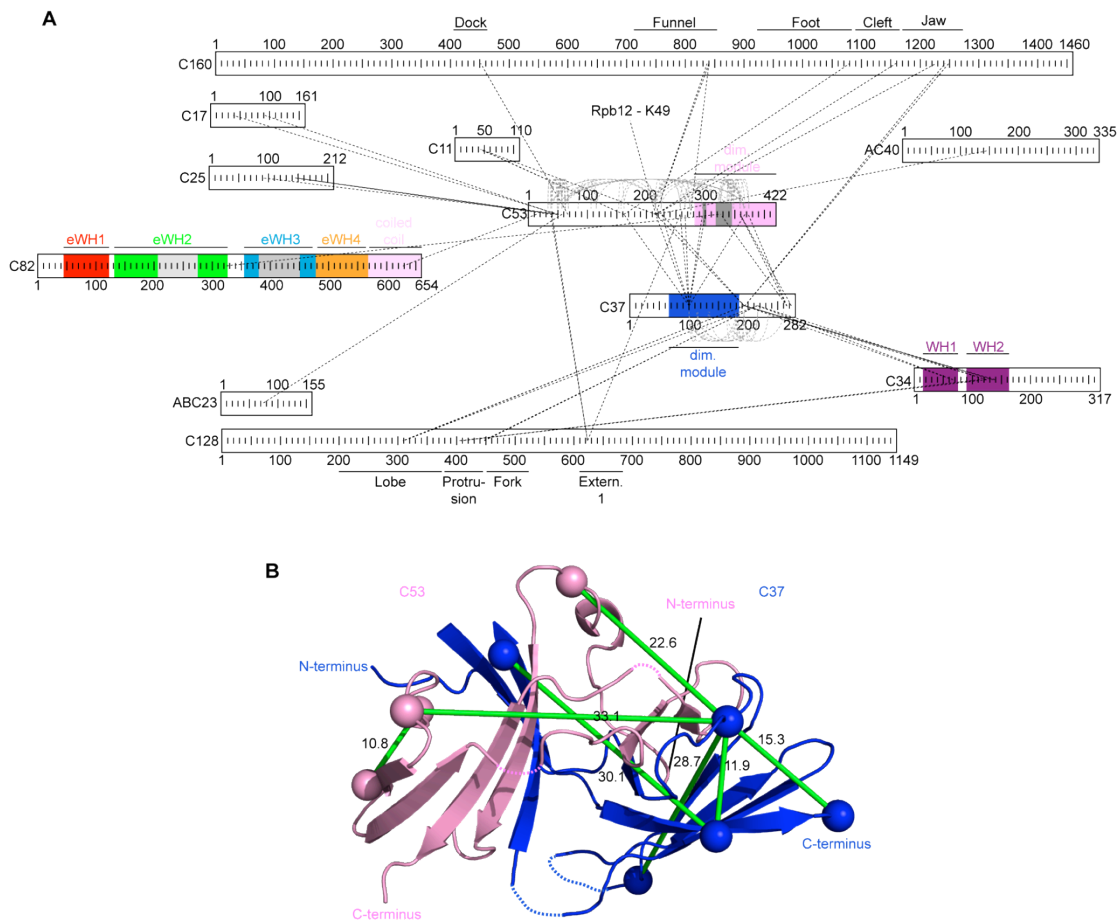 A
Dock Funnel Foot Cleft Jaw
1 100 200 300 400 500 600 700 800 900 1000 1100 1200 1300 1400 1460
C160
1 100 161
C17
Rpb12 - K49
1 50 110
C11
1 100 200 300 335
AC40
1 100 212
C25
dim.
module
1 100 200 300 422
C53
eWH1 eWH2 eWH3 eWH4 coiled
coil
C82
1 100 200 300 400 500 600 654
C37
1 100 200 282
dim.
module
WH1 WH2
C34
1 100 200 317
1 100 155
ABC23
C128
1 100 200 300 400 500 600 700 800 900 1000 1100 1149
Lobe Protru-
sion Fork Extern.
1
B
C53 N-terminus C37
22.6
N-terminus
33.1
15.3
10.8
28.7 11.9
30.1
C-terminus
C-terminus